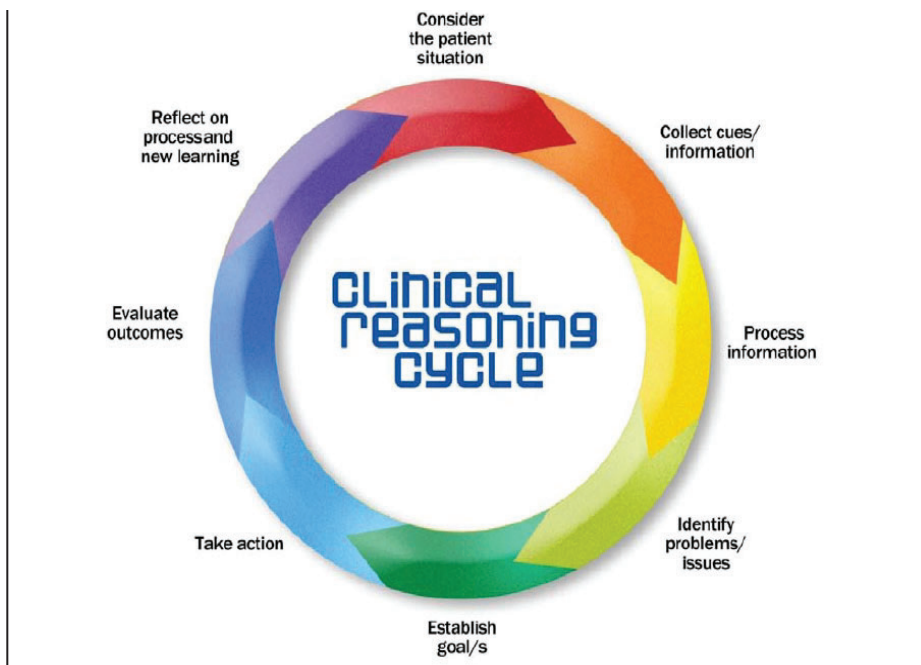 Consider
the patient
situation
Collect cues/
information
Process
information
Identify
problems/
issues
Establish
goal/s
Take action
Evaluate
outcomes
Reflect on
processand
new learning
CLinicaL
reasoning
cycLe